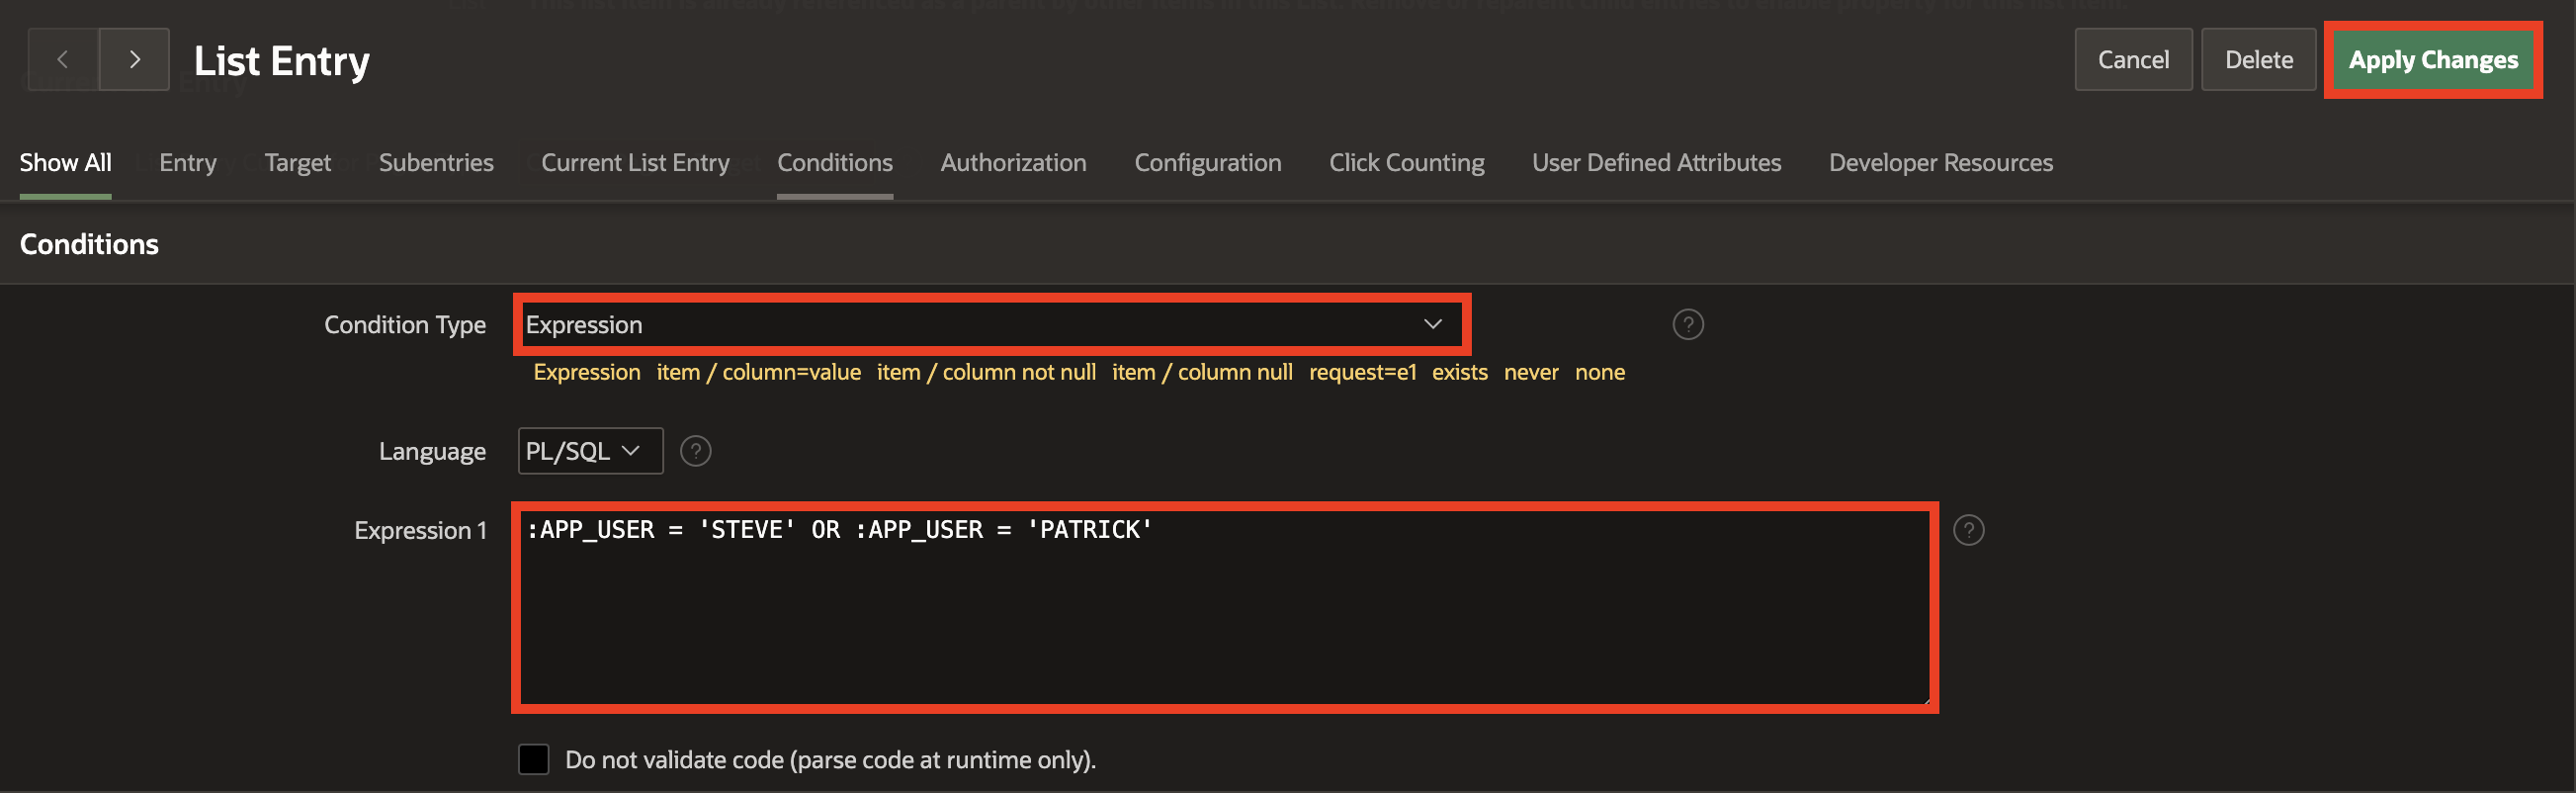 List Entry
Cancel Delete Apply Changes
Show All Entry Target Subentries Current List Entry Conditions Authorization Configuration Click Counting User Defined Attributes Developer Resources
Conditions
Condition Type Expression
Expression item / column=value item / column not null item / column null request=e1 exists never none
Language PL/SQL
Expression 1 :APP_USER = 'STEVE' OR :APP_USER = 'PATRICK'
Do not validate code (parse code at runtime only).